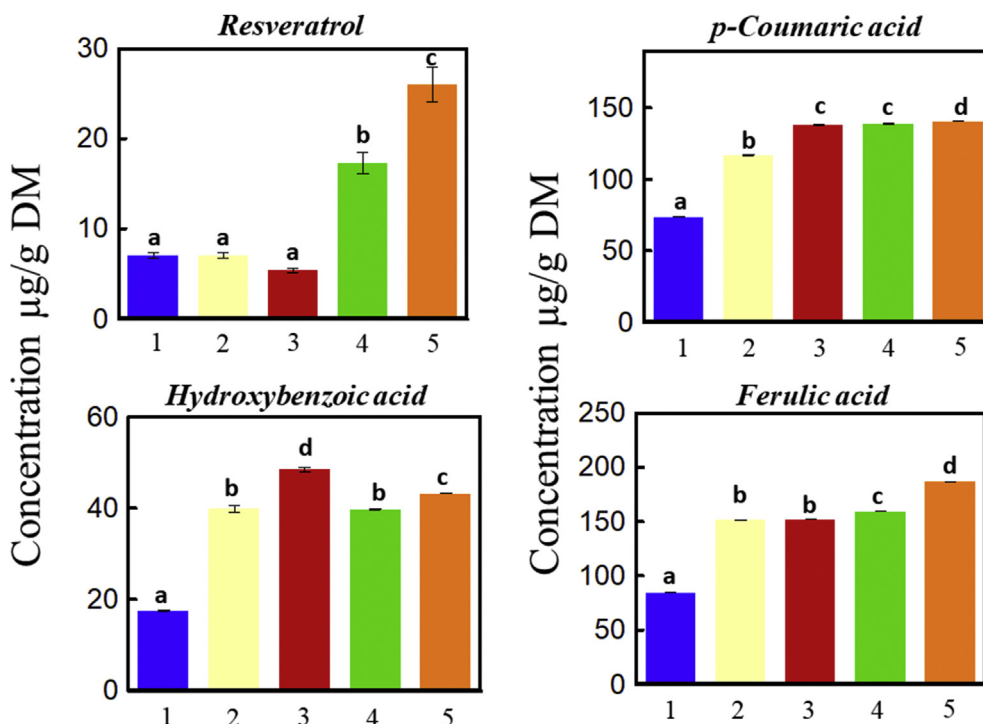 Resveratrol
30
20
10
0
c
b
a
a
a
1 2 3 4 5
p-Coumaric acid
150
100
50
0
a
b
c
c
d
1 2 3 4 5
Hydroxybenzoic acid
60
40
20
0
a
b
d
b
c
1 2 3 4 5
Ferulic acid
250
200
150
100
50
0
a
b
b
c
d
1 2 3 4 5
Concentration µg/g DM
Concentration µg/g DM